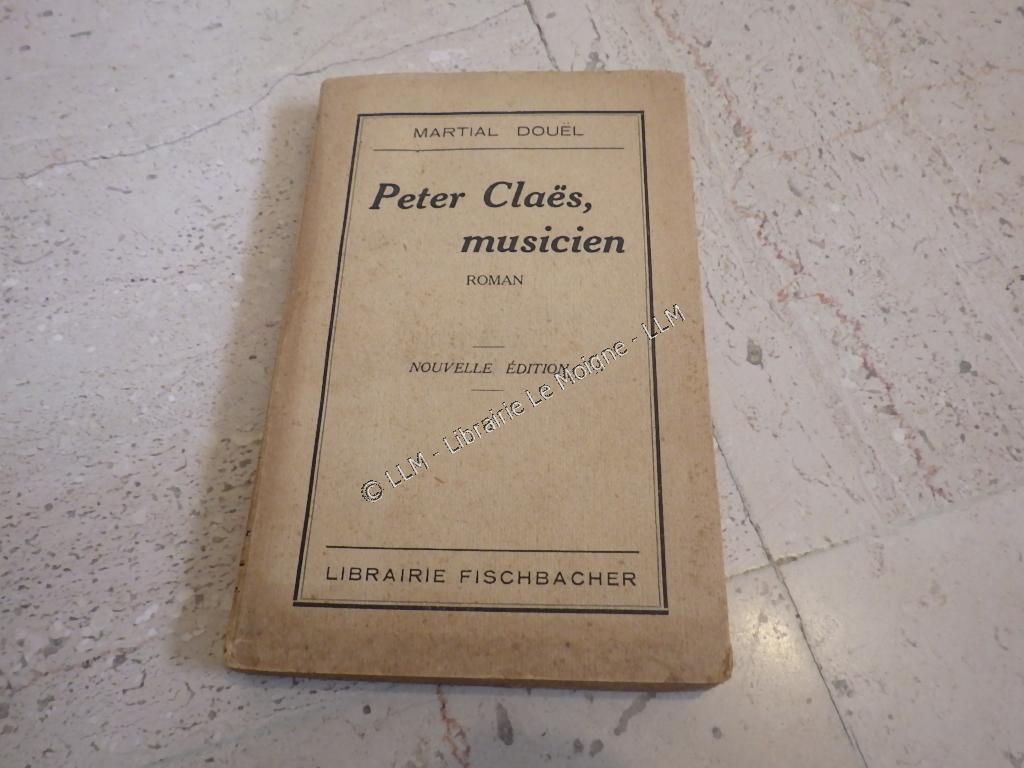 MARTIAL DOUËL
Peter Claës,
musicien
ROMAN
NOUVELLE ÉDITION
© LLM - Librairie Le Moigne - LLM
LIBRAIRIE FISCHBACHER